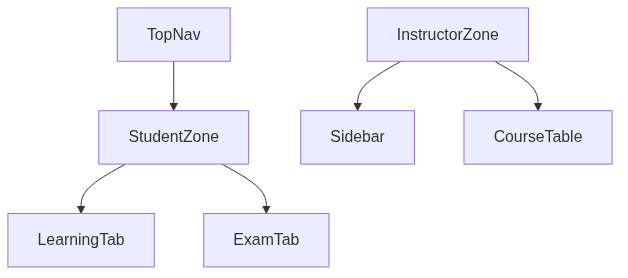 TopNav
InstructorZone
StudentZone
Sidebar
CourseTable
LearningTab
ExamTab